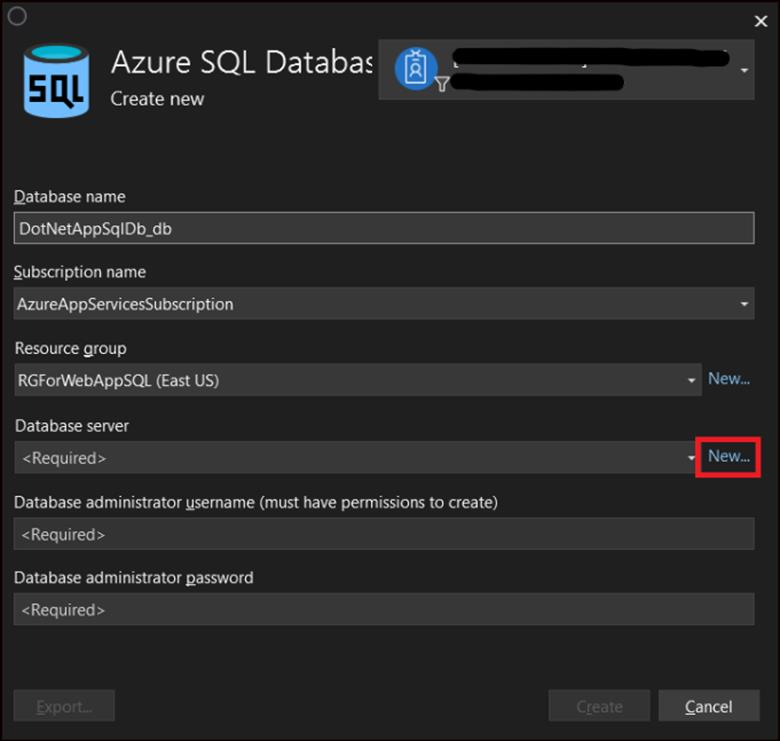 SQL
Azure SQL Databas
Create new
Database name
DotNetAppSqlDb_db
Subscription name
AzureAppServicesSubscription
Resource group
RGForWebAppSQL (East US)
New...
Database server
<Required>
New...
Database administrator username (must have permissions to create)
<Required>
Database administrator password
<Required>
Export...
Create
Cancel